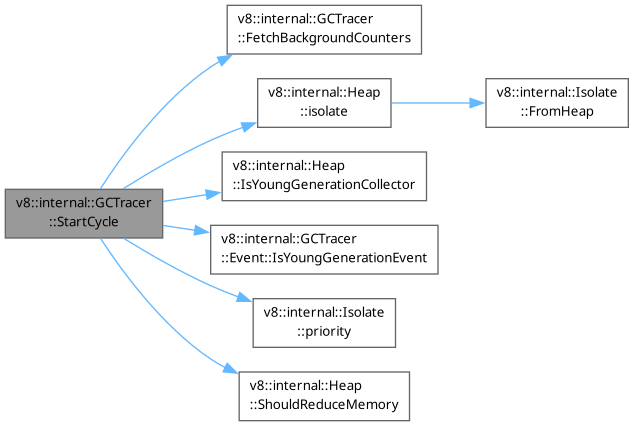 v8::internal::GCTracer
::StartCycle
v8::internal::GCTracer
::FetchBackgroundCounters
v8::internal::Heap
::isolate
v8::internal::Isolate
::FromHeap
v8::internal::Heap
::IsYoungGenerationCollector
v8::internal::GCTracer
::Event::IsYoungGenerationEvent
v8::internal::Isolate
::priority
v8::internal::Heap
::ShouldReduceMemory